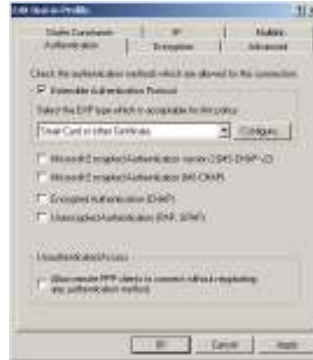 Edit Dial-in Profile
Dial-in Constraints
IP
Multilink
Authentication
Encryption
Advanced
Check the authentication methods which are allowed for this connection.
Extensible Authentication Protocol
Select the EAP type which is acceptable for this policy.
Smart Card or other Certificate
Configure...
Microsoft Encrypted Authentication version 2 (MS-CHAP v2)
Microsoft Encrypted Authentication (MS-CHAP)
Encrypted Authentication (CHAP)
Unencrypted Authentication (PAP, SPAP)
Unauthenticated Access
Allow remote PPP clients to connect without negotiating
any authentication method.
OK
Cancel
Apply